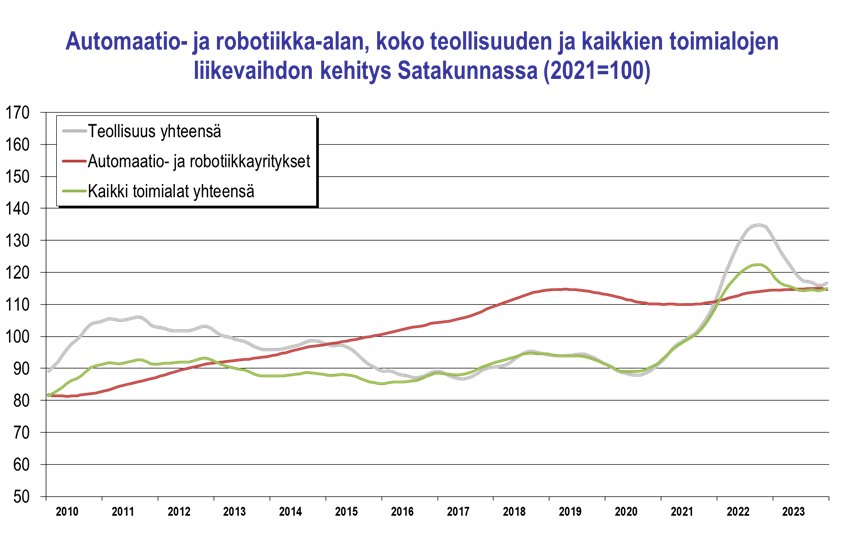 Automaatio- ja robotiikka-alan, koko teollisuuden ja kaikkien toimialojen
liikevaihdon kehitys Satakunnassa (2021=100)
170
160
150
140
130
120
110
100
90
80
70
60
50
Teollisuus yhteensä
Automaatio- ja robotiikkayritykset
Kaikki toimialat yhteensä
2010 2011 2012 2013 2014 2015 2016 2017 2018 2019 2020 2021 2022 2023